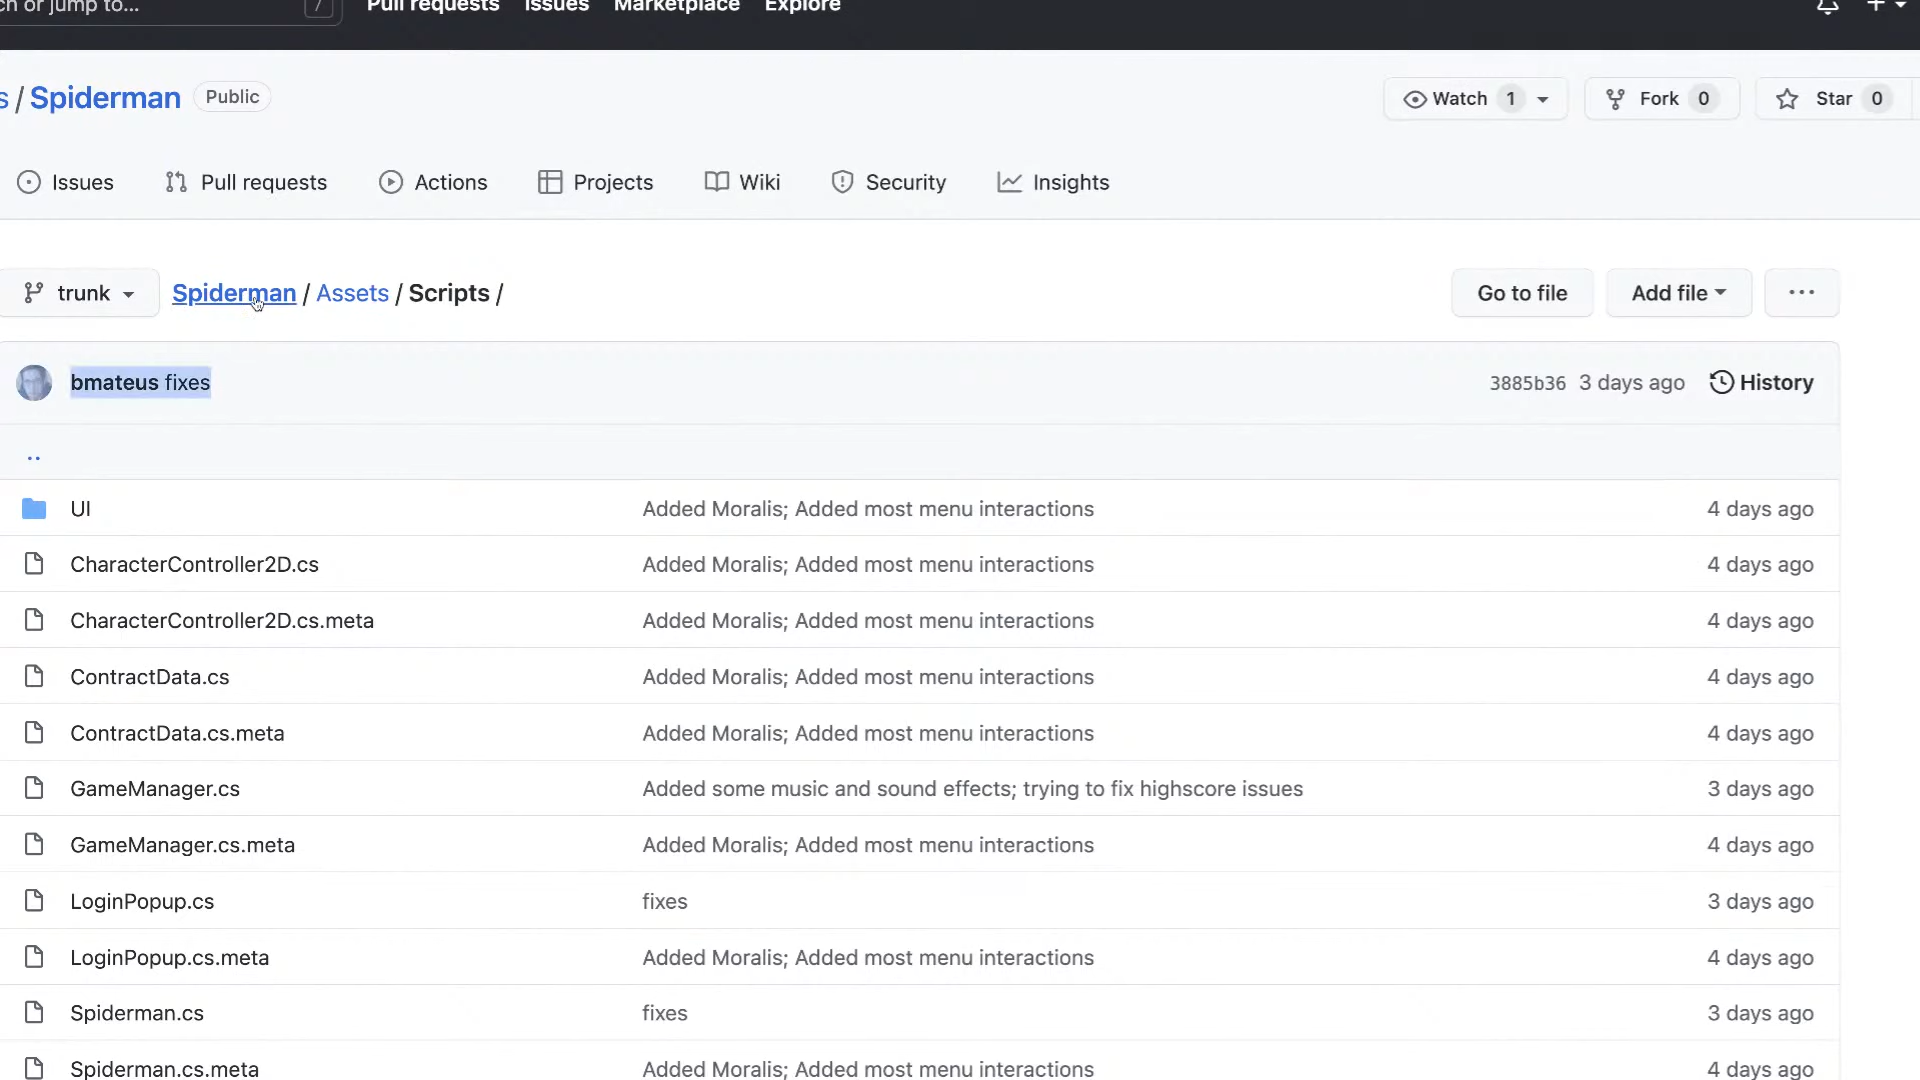 ch or jump to... / Pull requests Issues Marketplace Explore
s / Spiderman Public Watch 1 Fork 0 Star 0
Issues Pull requests Actions Projects Wiki Security Insights
trunk Spiderman / Assets / Scripts / Go to file Add file ...
bmateus fixes 3885b36 3 days ago History
..
UI Added Moralis; Added most menu interactions 4 days ago
CharacterController2D.cs Added Moralis; Added most menu interactions 4 days ago
CharacterController2D.cs.meta Added Moralis; Added most menu interactions 4 days ago
ContractData.cs Added Moralis; Added most menu interactions 4 days ago
ContractData.cs.meta Added Moralis; Added most menu interactions 4 days ago
GameManager.cs Added some music and sound effects; trying to fix highscore issues 3 days ago
GameManager.cs.meta Added Moralis; Added most menu interactions 4 days ago
LoginPopup.cs fixes 3 days ago
LoginPopup.cs.meta Added Moralis; Added most menu interactions 4 days ago
Spiderman.cs fixes 3 days ago
Spiderman.cs.meta Added Moralis; Added most menu interactions 4 days ago